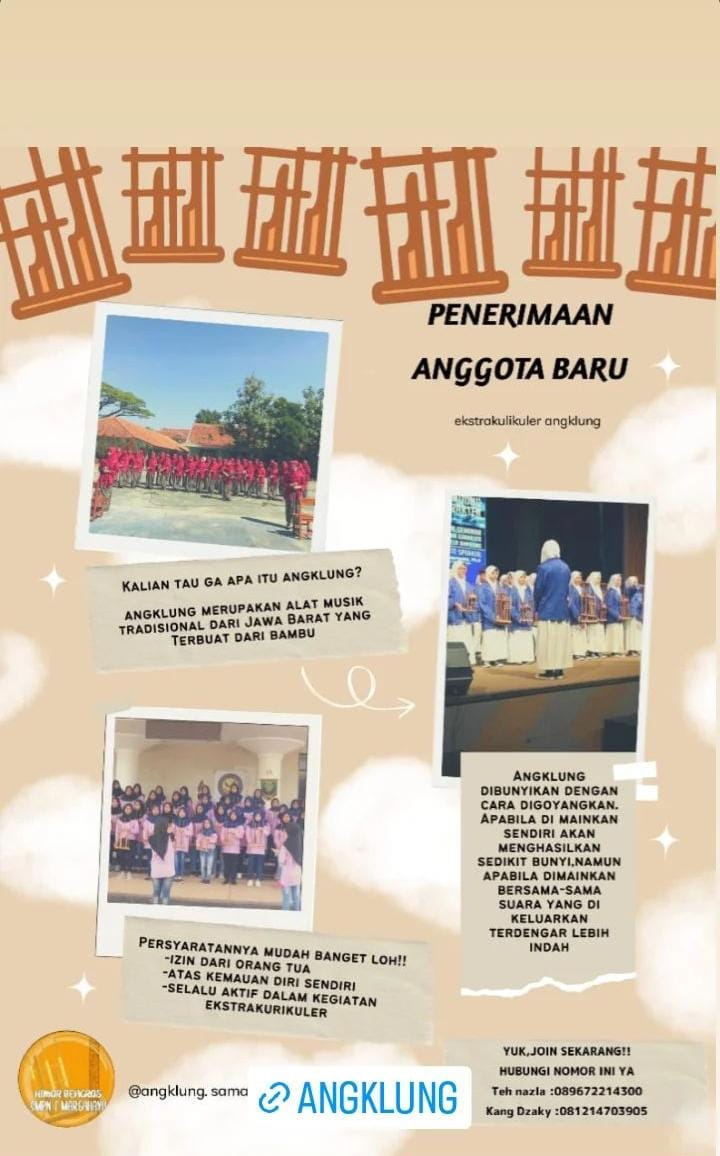 PENERIMAAN
ANGGOTA BARU
ekstrakulikuler angklung
KALIAN TAU GA APA ITU ANGKLUNG?
ANGKLUNG MERUPAKAN ALAT MUSIK
TRADISIONAL DARI JAWA BARAT YANG
TERBUAT DARI BAMBU
ANGKLUNG
DIBUNYIKAN DENGAN
CARA DIGOYANGKAN.
APABILA DI MAINKAN
SENDIRI AKAN
MENGHASILKAN
SEDIKIT BUNYI,NAMUN
APABILA DIMAINKAN
BERSAMA-SAMA
SUARA YANG DI
KELUARKAN
TERDENGAR LEBIH
INDAH
PERSYARATANNYA MUDAH BANGET LOH!!
-IZIN DARI ORANG TUA
-ATAS KEMAUAN DIRI SENDIRI
-SELALU AKTIF DALAM KEGIATAN
EKSTRAKURIKULER
YUK,JOIN SEKARANG!!
HUBUNGI NOMOR INI YA
Teh nazla :089672214300
Kang Dzaky :081214703905
@angklung. sama
ANGKLUNG